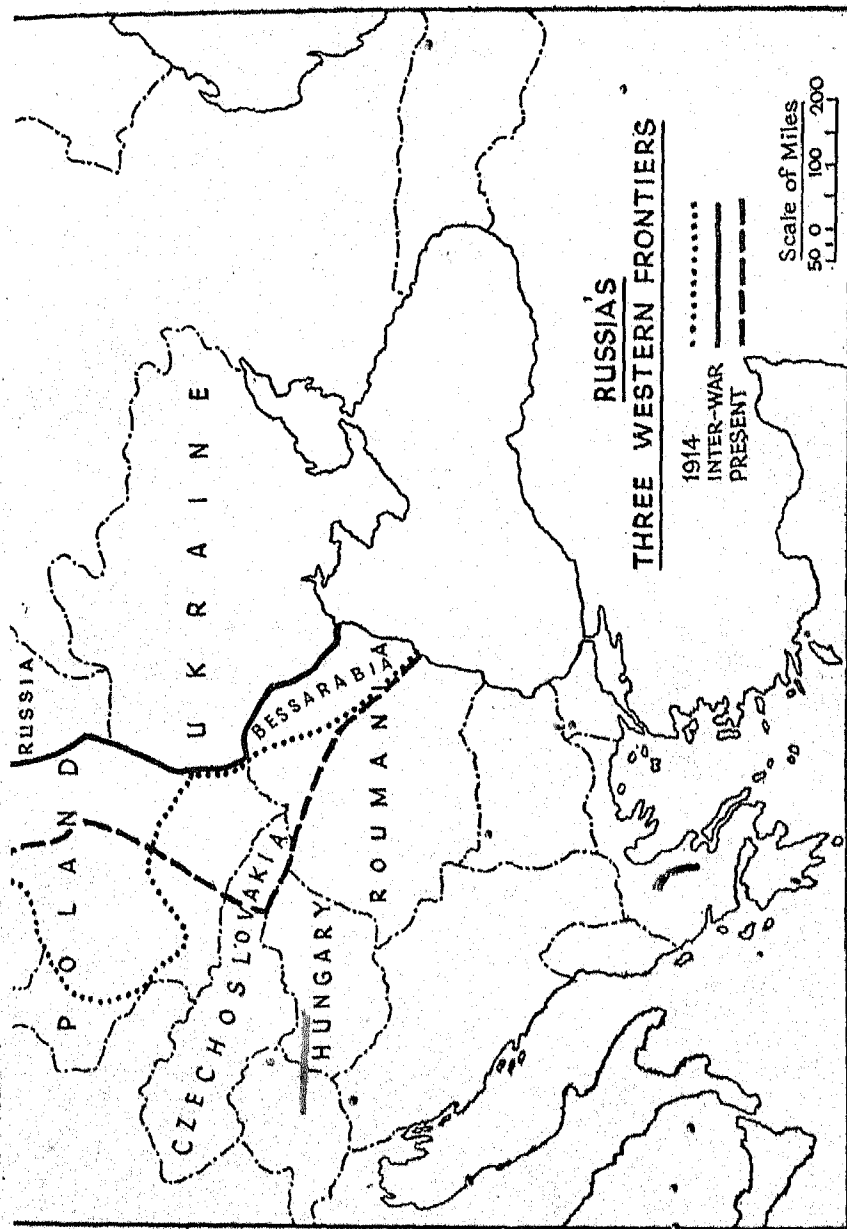 RUSSIA
POLAND
UKRAINE
CZECHOSLOVAKIA
BESSARABIA
HUNGARY
ROUMANIA
RUSSIA'S
THREE WESTERN FRONTIERS
1914
INTER-WAR
PRESENT
Scale of Miles
50 0 100 200